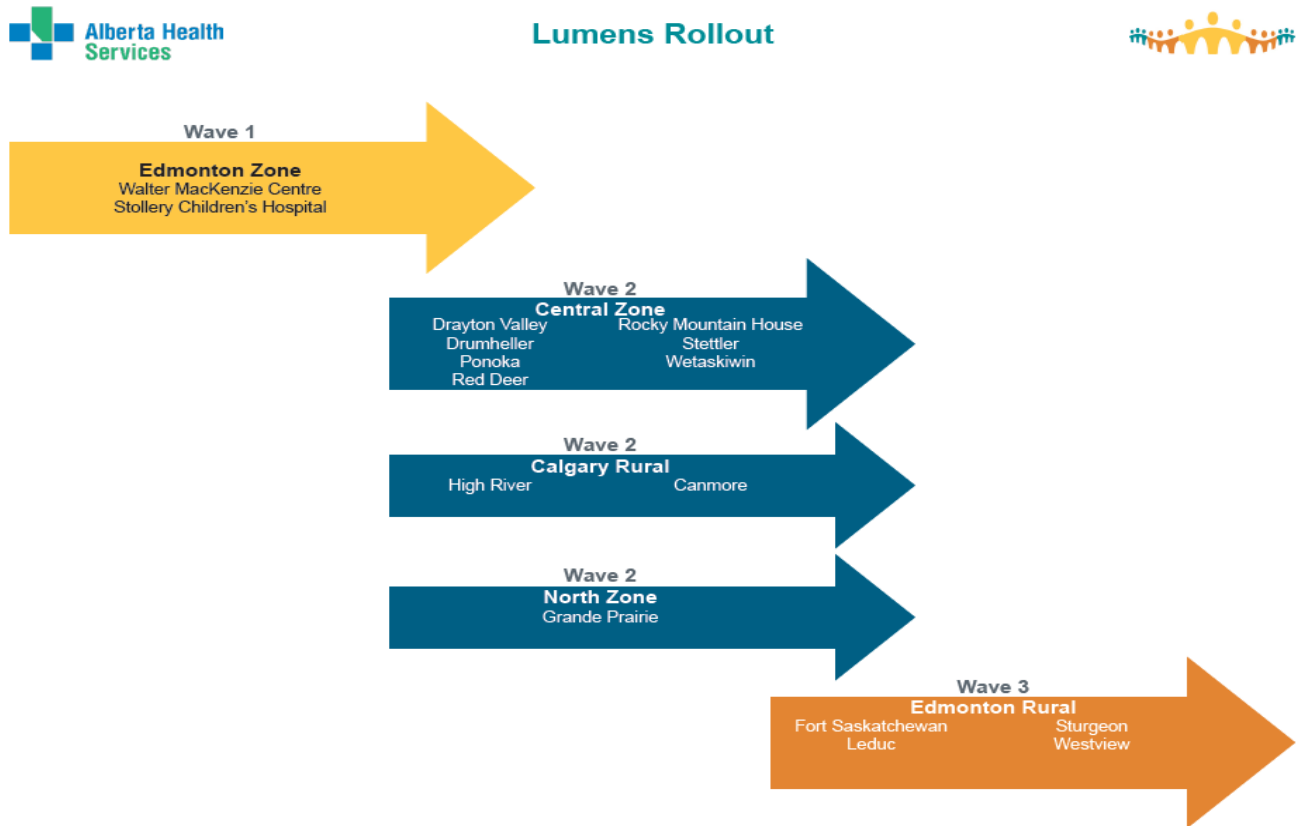 Alberta Health
Services
Lumens Rollout
Wave 1
Edmonton Zone
Walter MacKenzie Centre
Stollery Children's Hospital
Wave 2
Central Zone
Drayton Valley Rocky Mountain House
Drumheller Stettler
Ponoka Wetaskiwin
Red Deer
Wave 2
Calgary Rural
High River Canmore
Wave 2
North Zone
Grande Prairie
Wave 3
Edmonton Rural
Fort Saskatchewan Sturgeon
Leduc Westview